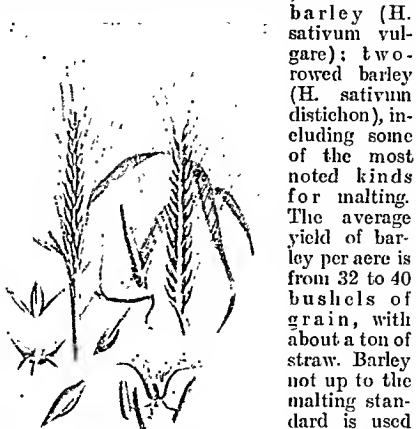 barley (H.
sativum vul-
gare); two-
rowed barley
(H. sativum
distichon), in-
cluding some
of the most
noted kinds
for malting.
The average
yield of bar-
ley per acre is
from 32 to 40
bushels of
grain, with
about a ton of
straw. Barley
not up to the
malting stan-
dard is used